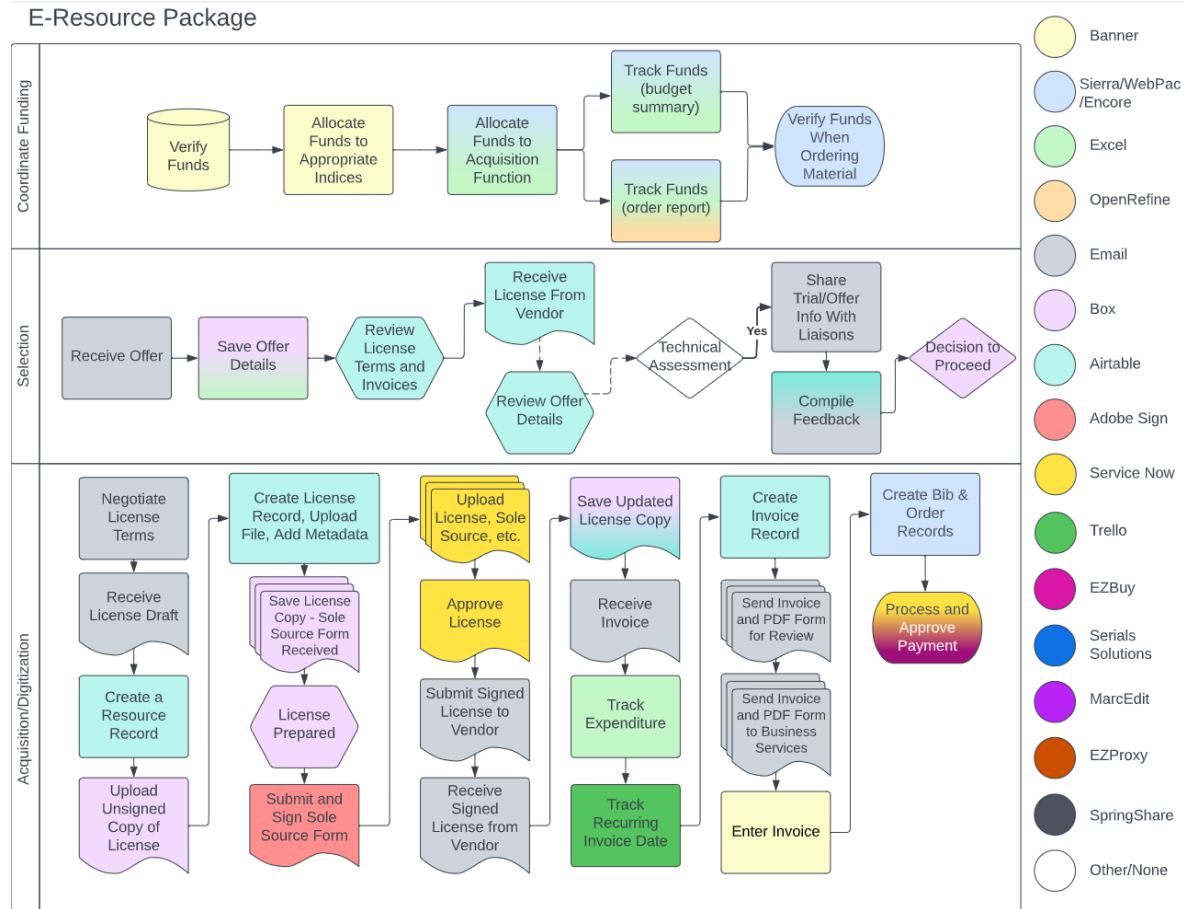 E-Resource Package
Coordinate Funding
Verify
Funds
Allocate
Funds to
Appropriate
Indices
Allocate
Funds to
Acquisition
Function
Track Funds
(budget
summary)
Track Funds
(order report)
Verify Funds
When
Ordering
Material
Selection
Receive Offer
Save Offer
Details
Review
License
Terms and
Invoices
Receive
License From
Vendor
Review Offer
Details
Technical
Assessment
Yes
Share
Trial/Offer
Info With
Liaisons
Compile
Feedback
Decision to
Proceed
Acquisition/Digitization
Negotiate
License
Terms
Receive
License Draft
Create a
Resource
Record
Upload
Unsigned
Copy of
License
Create License
Record, Upload
File, Add Metadata
Save License
Copy - Sole
Source Form
Received
License
Prepared
Submit and
Sign Sole
Source Form
Upload
License, Sole
Source, etc.
Approve
License
Submit Signed
License to
Vendor
Receive
Signed
License from
Vendor
Save Updated
License Copy
Receive
Invoice
Track
Expenditure
Track
Recurring
Invoice Date
Create
Invoice
Record
Send Invoice
and PDF Form
for Review
Send Invoice
and PDF Form
to Business
Services
Enter Invoice
Create Bib &
Order
Records
Process and
Approve
Payment
Banner
Sierra/WebPac
/Encore
Excel
OpenRefine
Email
Box
Airtable
Adobe Sign
Service Now
Trello
EZBuy
Serials
Solutions
MarcEdit
EZProxy
SpringShare
Other/None